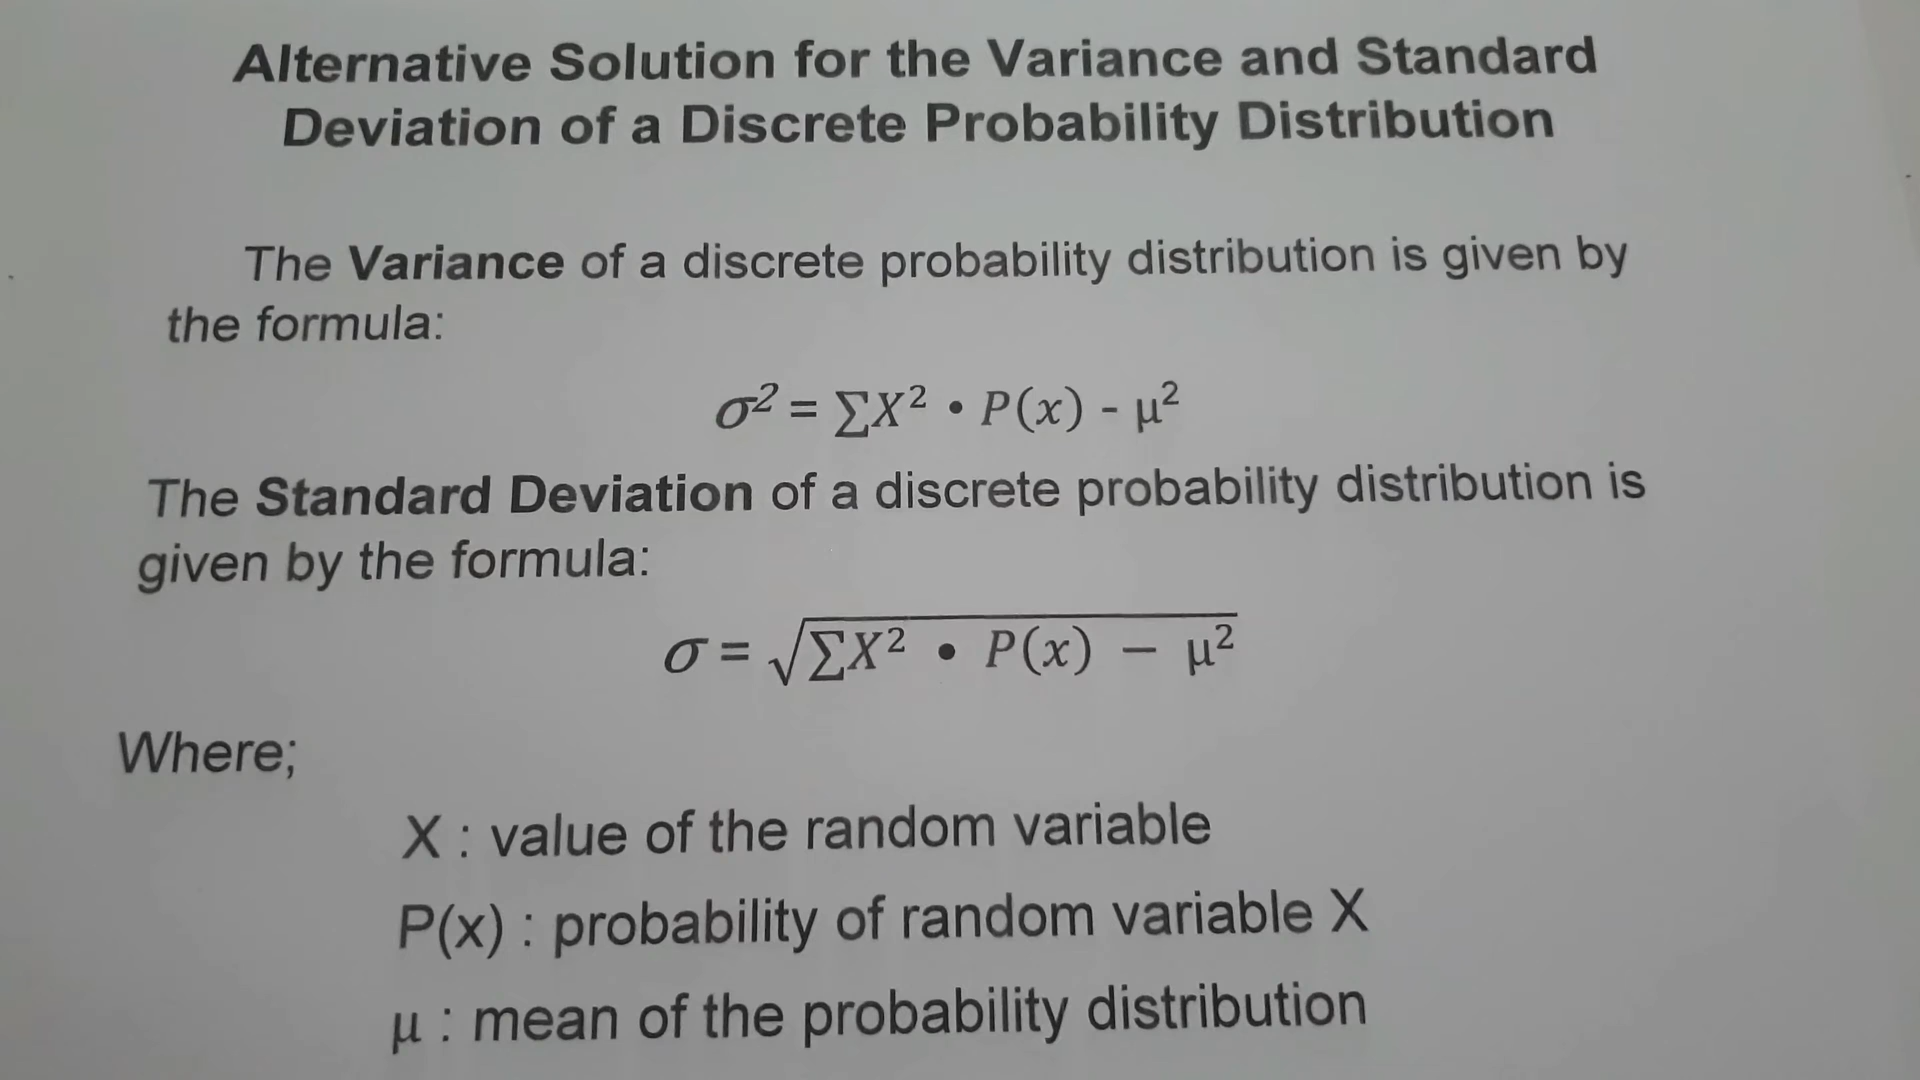 Alternative Solution for the Variance and Standard
Deviation of a Discrete Probability Distribution
The Variance of a discrete probability distribution is given by
the formula:
σ² = ∑X² • P(x) - µ²
The Standard Deviation of a discrete probability distribution is
given by the formula:
σ = √∑X² • P(x) − µ²
Where;
X : value of the random variable
P(x) : probability of random variable X
µ : mean of the probability distribution